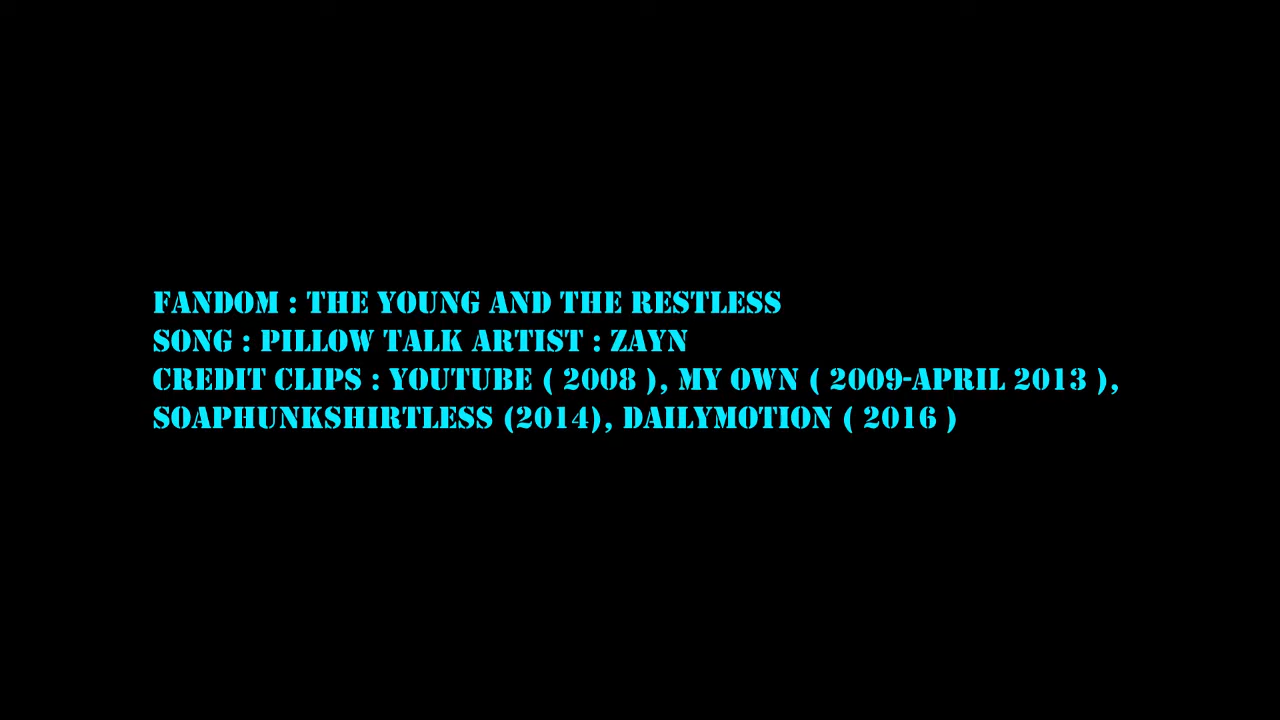 FANDOM : THE YOUNG AND THE RESTLESS
SONG : PILLOW TALK ARTIST : ZAYN
CREDIT CLIPS : YOUTUBE ( 2008 ), MY OWN ( 2009-APRIL 2013 ),
SOAPHUNKSHIRTLESS (2014), DAILYMOTION ( 2016 )